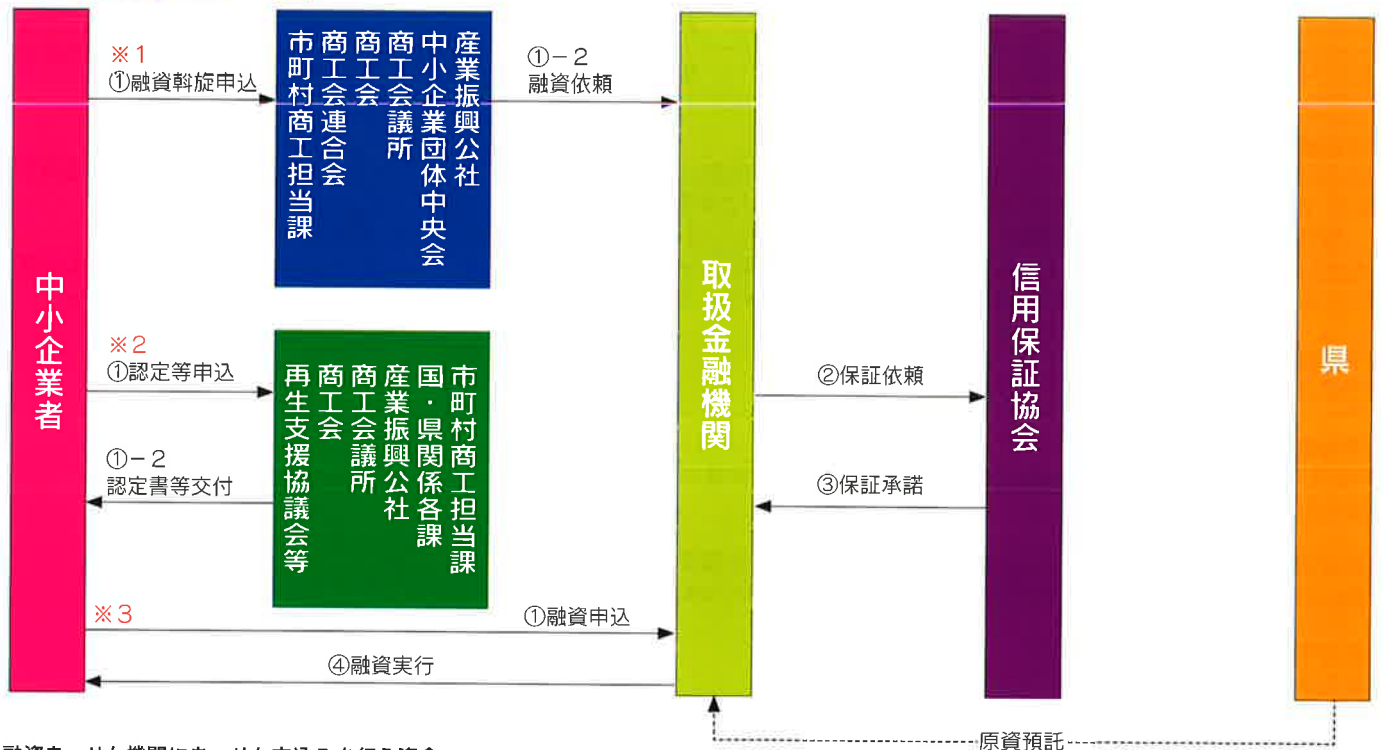 中小企業者
※1
①融資斡旋申込
産業振興公社
中小企業団体中央会
商工会議所
商工会
商工会連合会
市町村商工担当課
①-2
融資依頼
※2
①認定等申込
①-2
認定書等交付
市町村商工担当課
国・県関係各課
産業振興公社
商工会議所
商工会
再生支援協議会等
※3
①融資申込
④融資実行
取扱金融機関
②保証依頼
③保証承諾
信用保証協会
県
原資預託